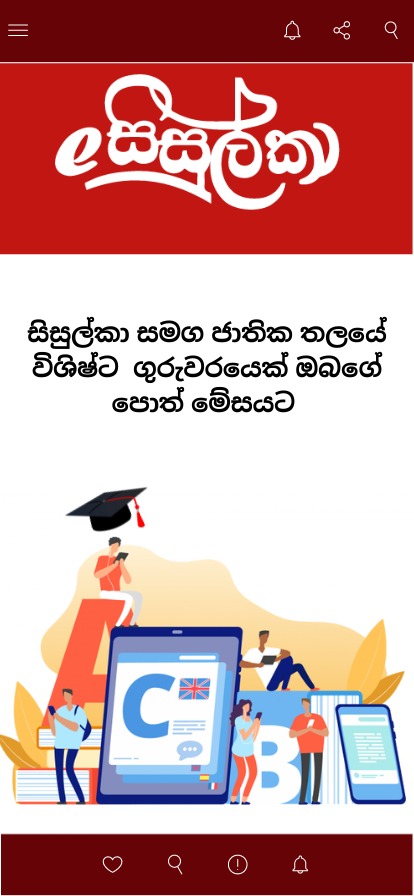 eසිසුල්කා
සිසුල්කා සමග ජාතික තලයේ
විශිෂ්ට ගුරුවරයෙක් ඔබගේ
පොත් මේසයට
A
C
B